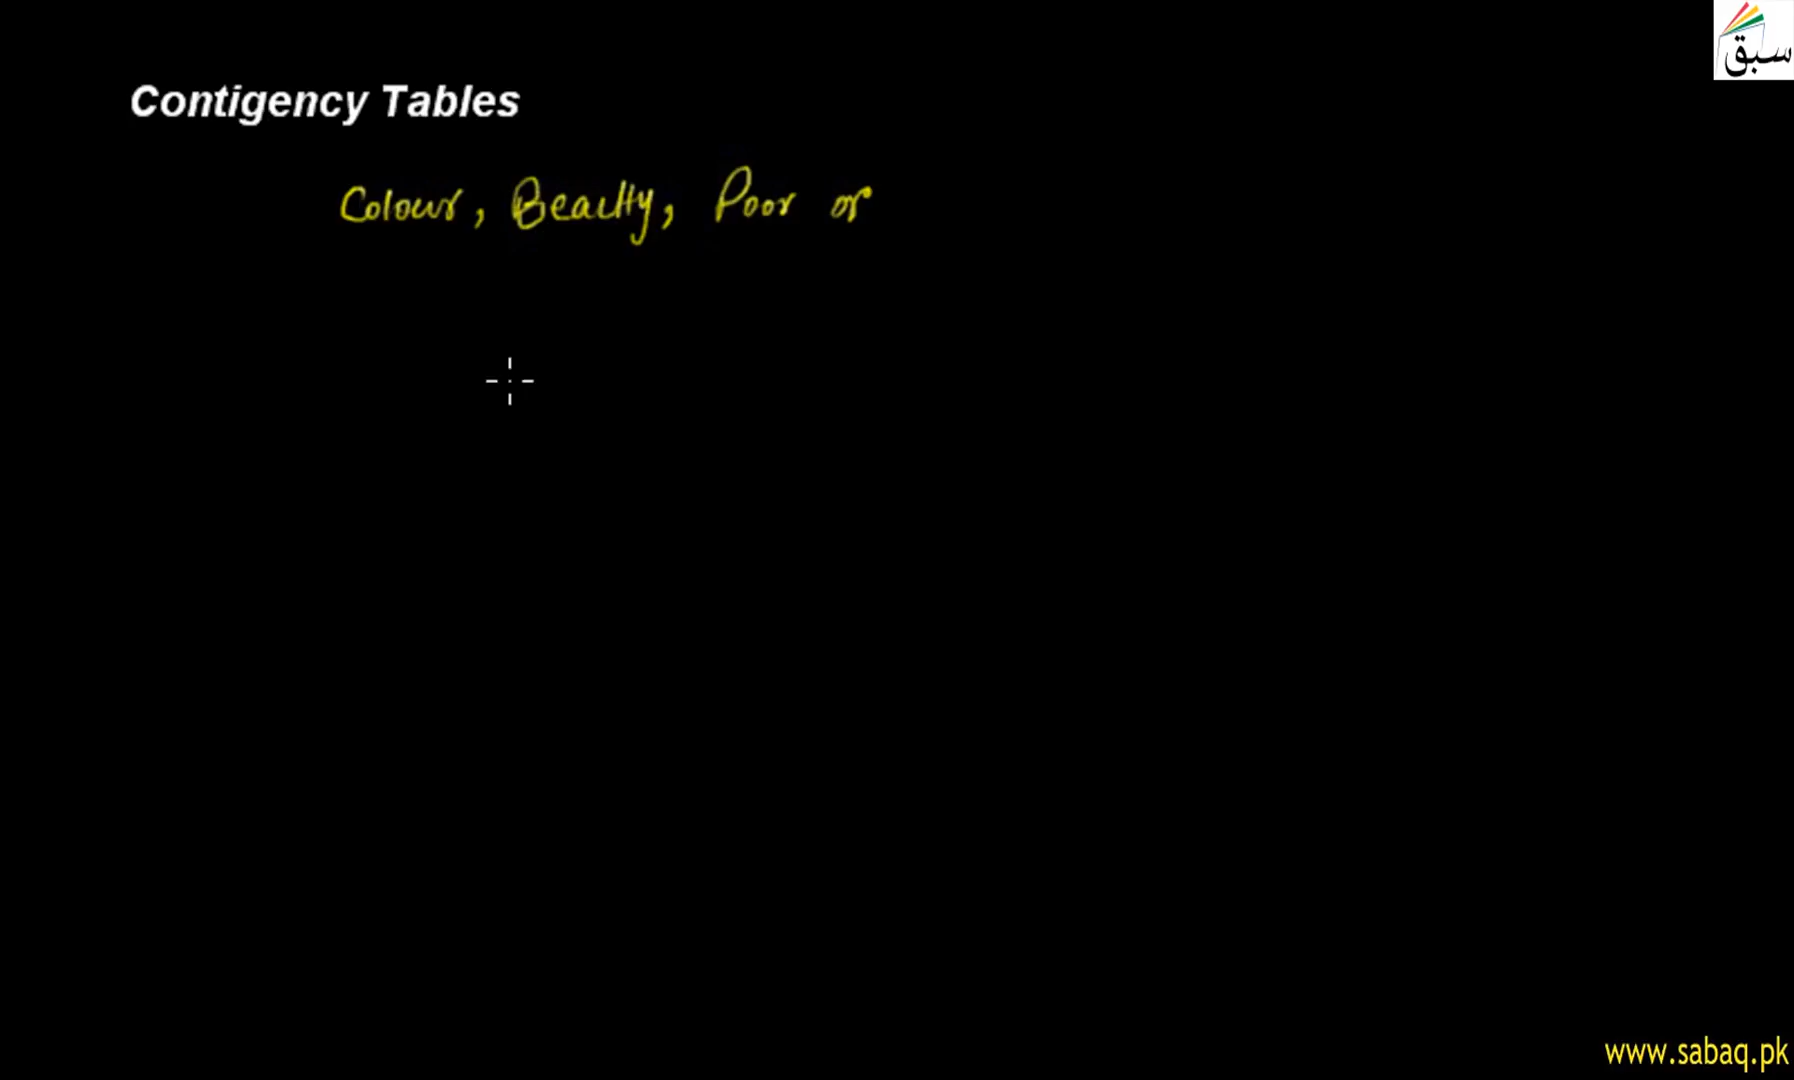 سبق
Contigency Tables
Colour, Beauty, Poor or
www.sabaq.pk